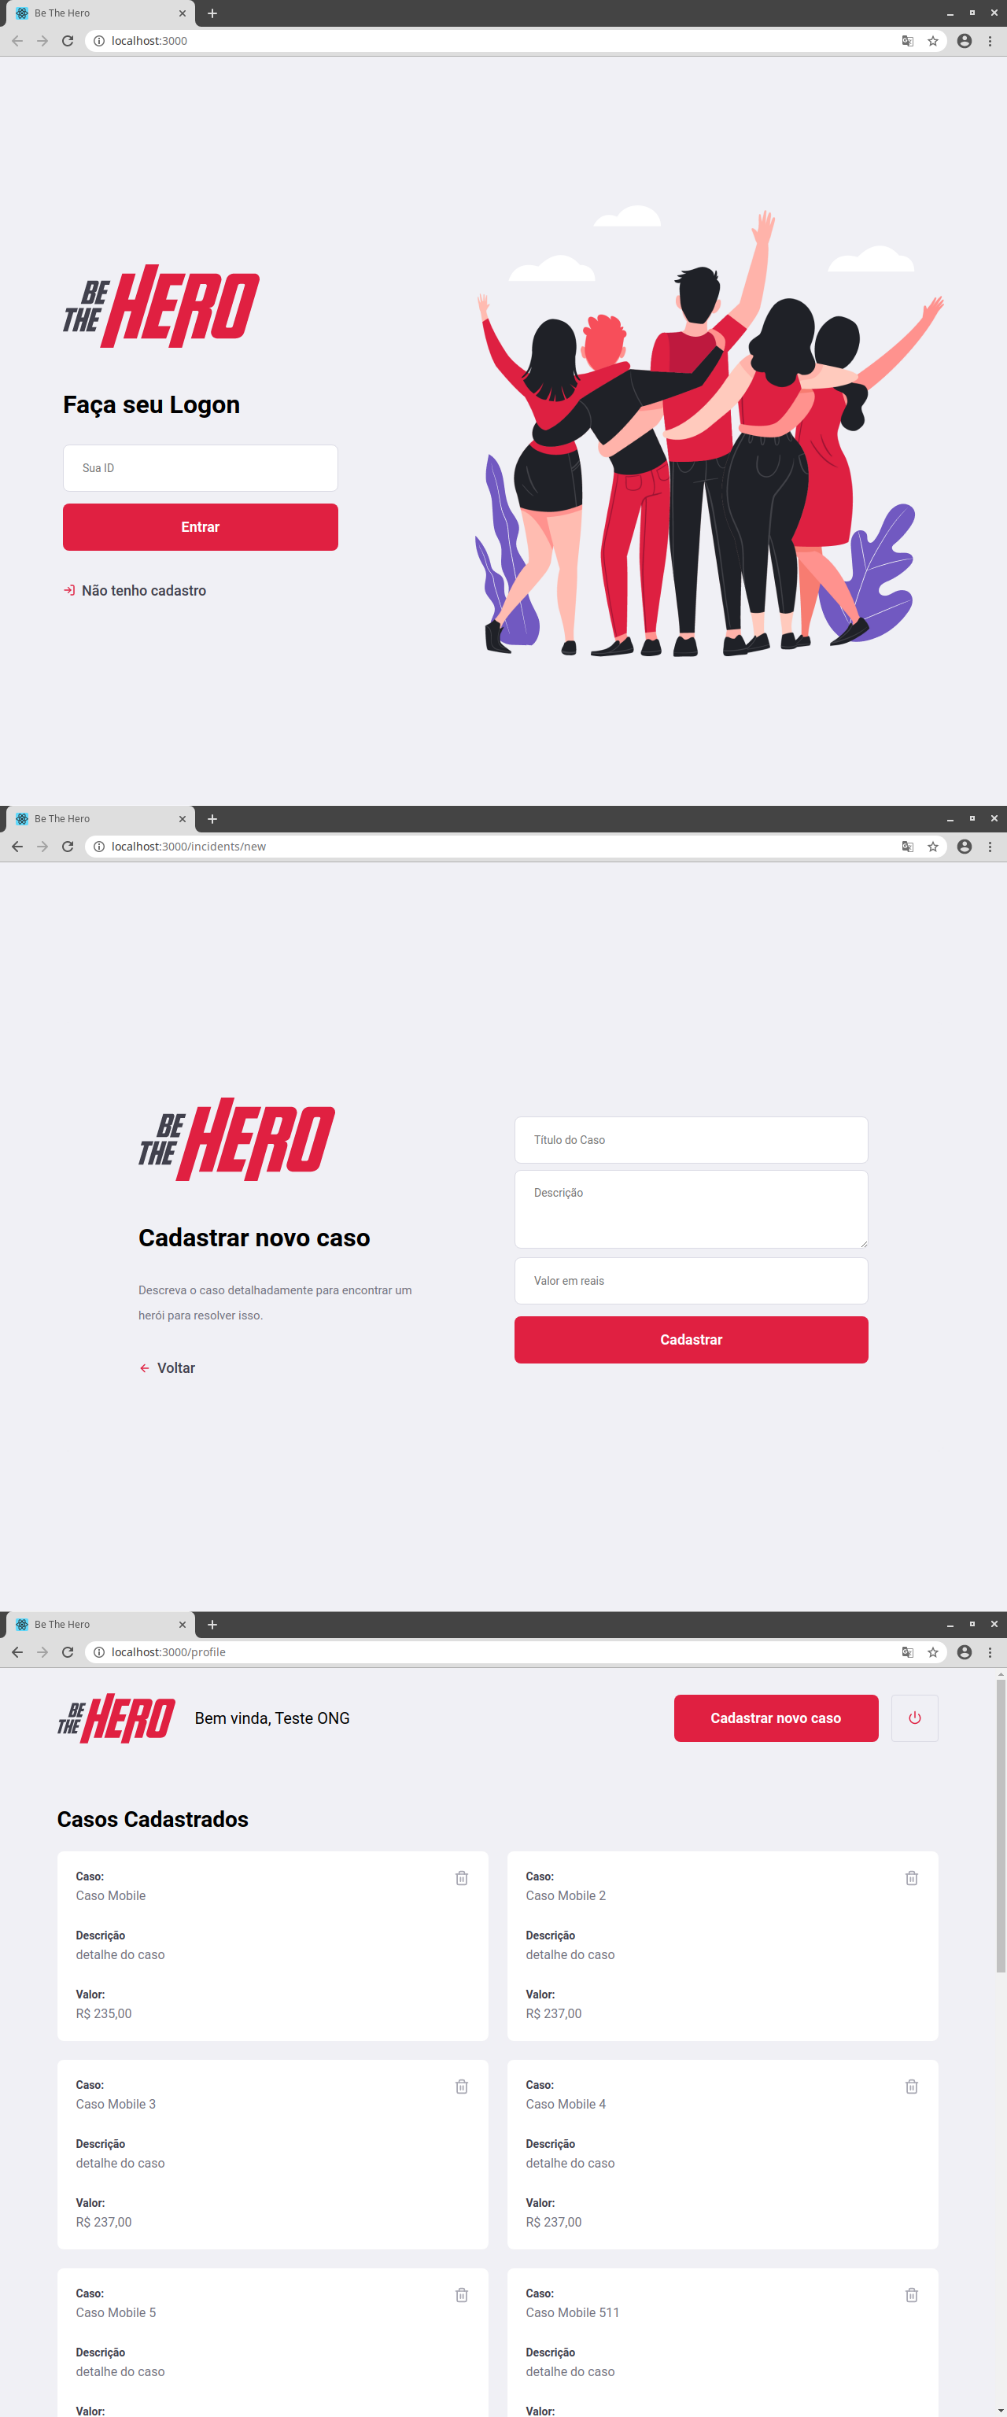 Be The Hero
localhost:3000
BE
THE HERO
Faça seu Logon
Sua ID
Entrar
Não tenho cadastro
Be The Hero
localhost:3000/incidents/new
BE
THE HERO
Cadastrar novo caso
Descreva o caso detalhadamente para encontrar um
herói para resolver isso.
Voltar
Título do Caso
Descrição
Valor em reais
Cadastrar
Be The Hero
localhost:3000/profile
BE
THE HERO
Bem vinda, Teste ONG
Cadastrar novo caso
Casos Cadastrados
Caso:
Caso Mobile
Descrição
detalhe do caso
Valor:
R$ 235,00
Caso:
Caso Mobile 2
Descrição
detalhe do caso
Valor:
R$ 237,00
Caso:
Caso Mobile 3
Descrição
detalhe do caso
Valor:
R$ 237,00
Caso:
Caso Mobile 4
Descrição
detalhe do caso
Valor:
R$ 237,00
Caso:
Caso Mobile 5
Descrição
detalhe do caso
Valor:
Caso:
Caso Mobile 511
Descrição
detalhe do caso
Valor: